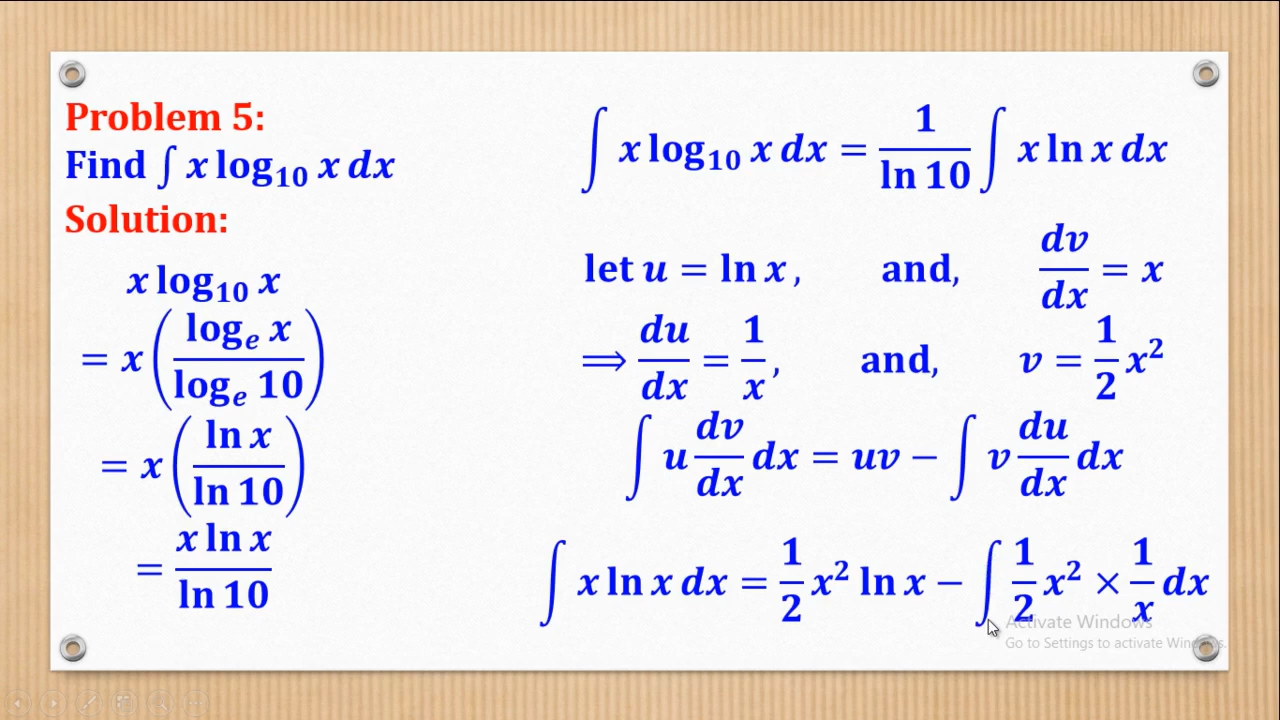 Problem 5:
Find ∫ x log₁₀ x dx
Solution:
x log₁₀ x
= x (logₑ x / logₑ 10)
= x (ln x / ln 10)
= x ln x / ln 10
∫ x log₁₀ x dx = 1/ln 10 ∫ x ln x dx
let u = ln x , and, dv/dx = x
⟹ du/dx = 1/x, and, v = 1/2 x²
∫ u dv/dx dx = uv − ∫ v du/dx dx
∫ x ln x dx = 1/2 x² ln x − ∫ 1/2 x² × 1/x dx
Activate Windows
Go to Settings to activate Windows.